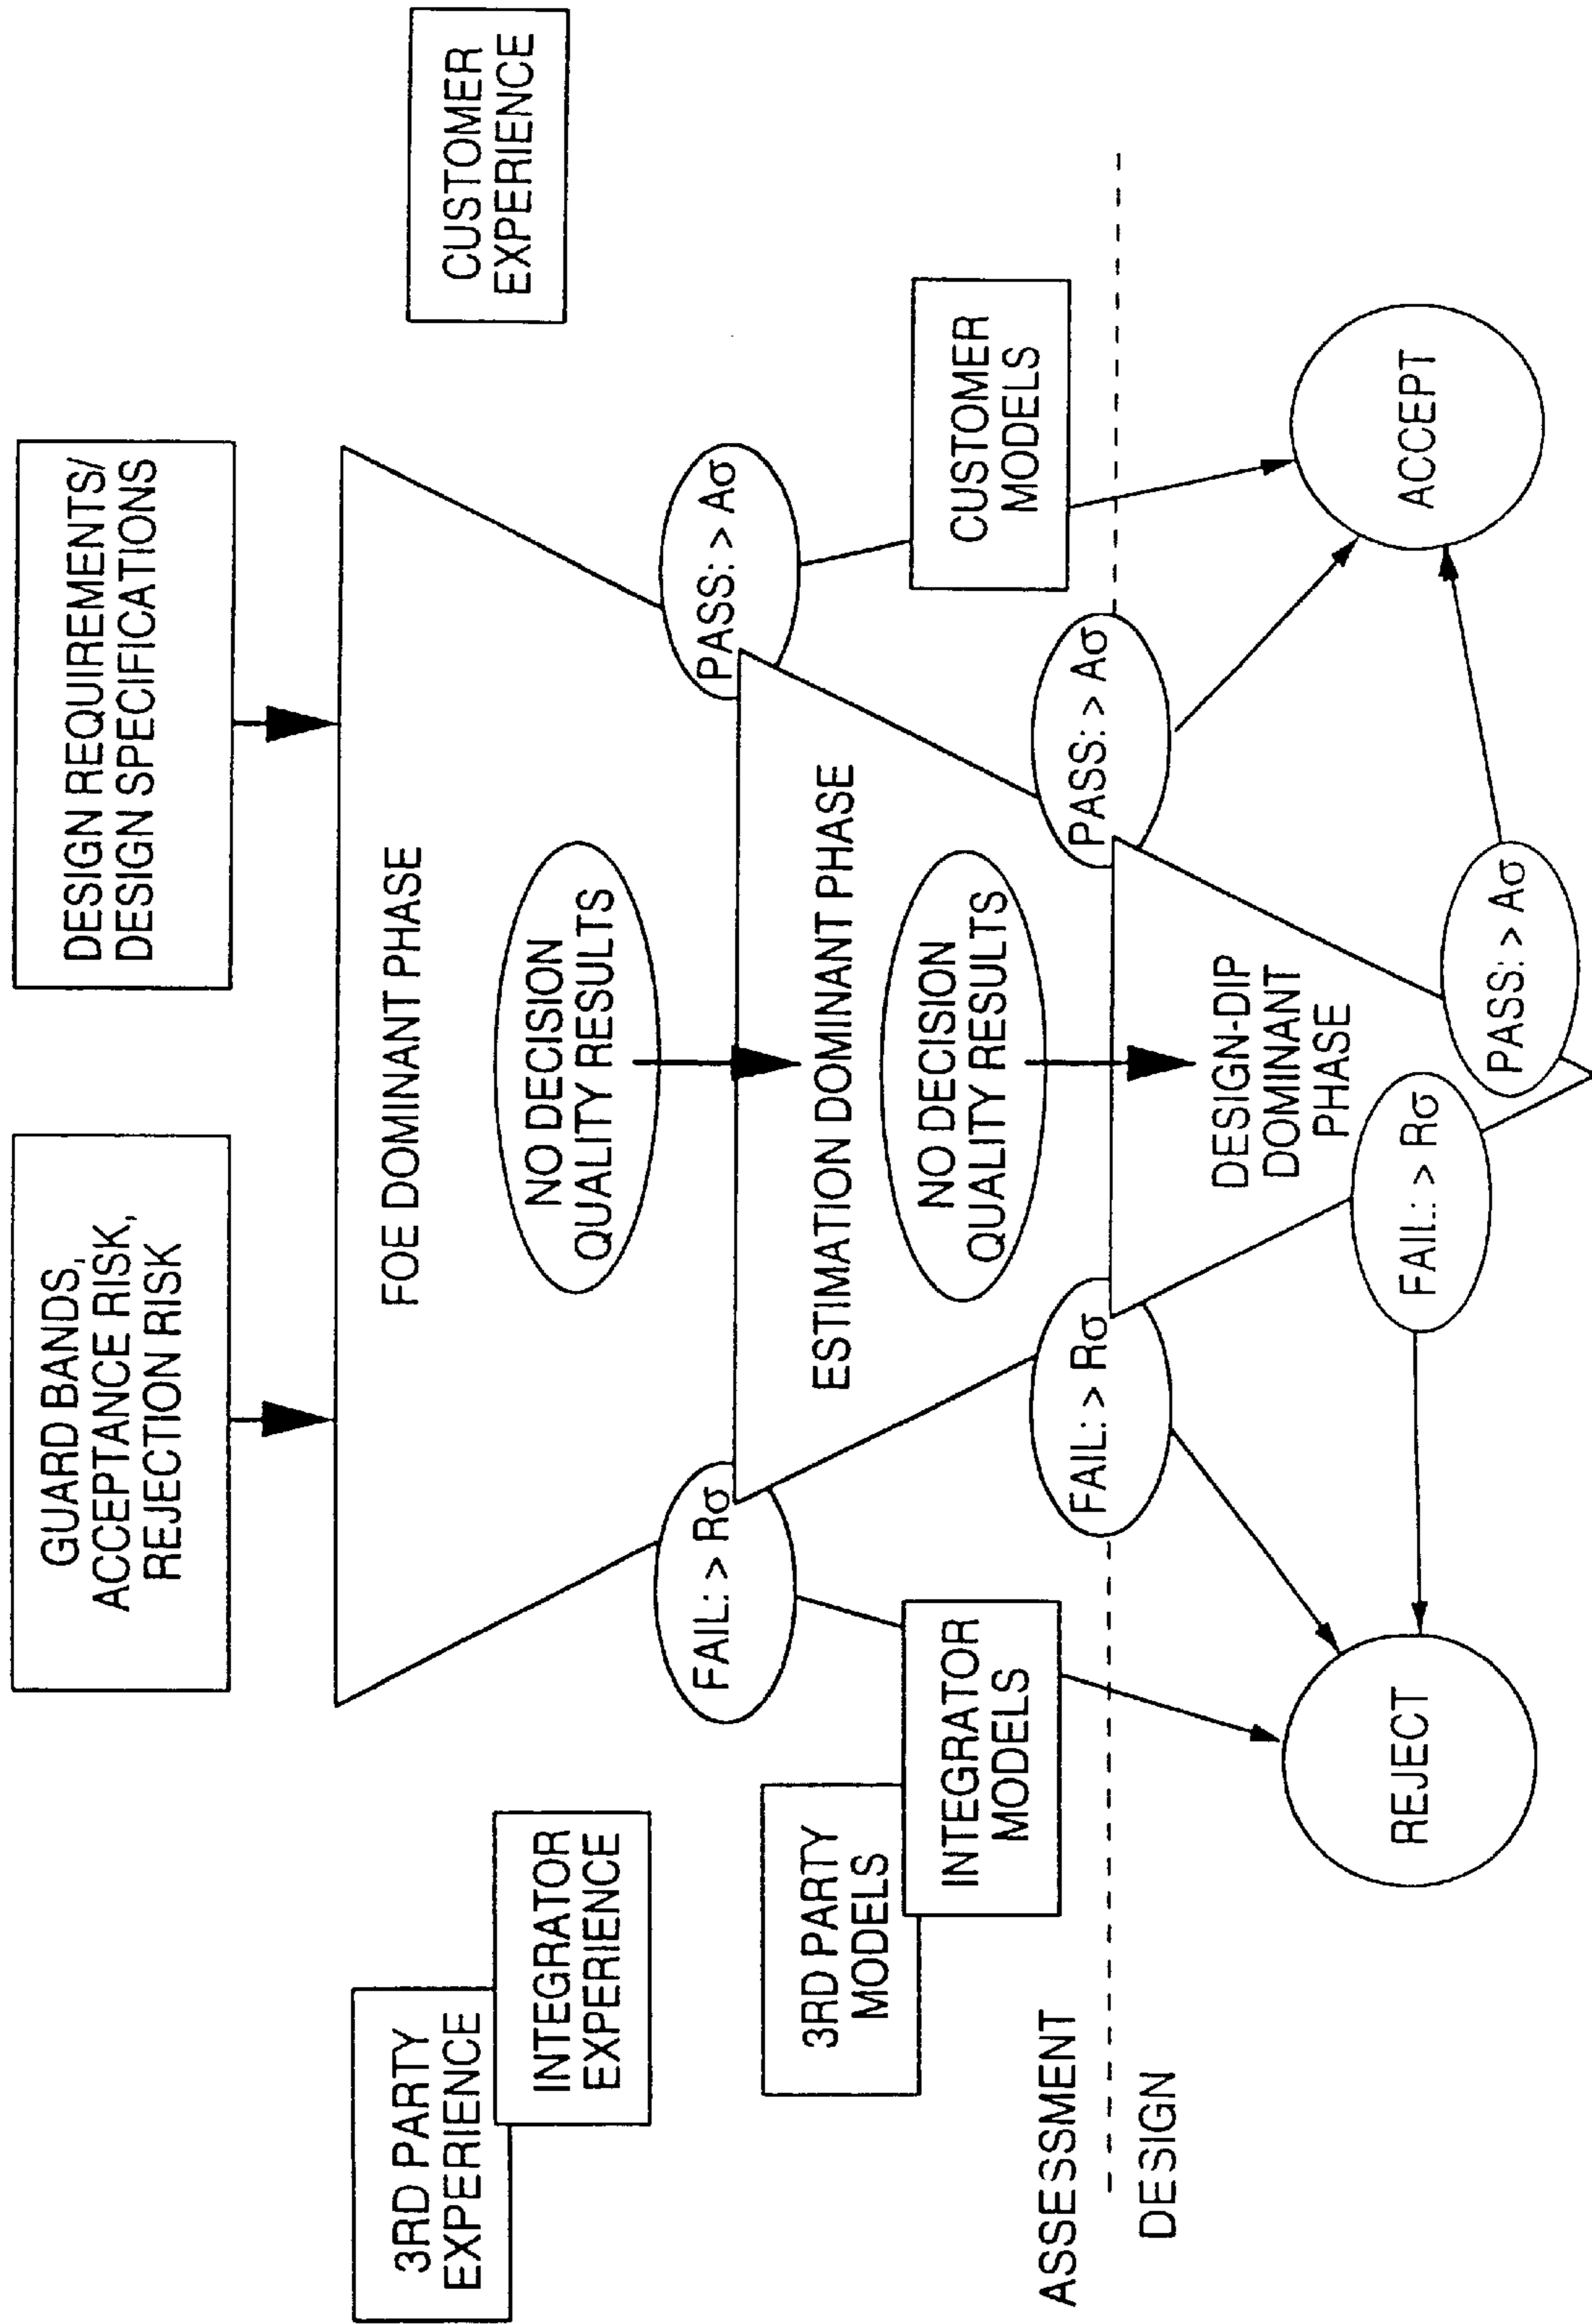 GUARD BANDS,
ACCEPTANCE RISK,
REJECTION RISK
DESIGN REQUIREMENTS/
DESIGN SPECIFICATIONS
3RD PARTY
EXPERIENCE
INTEGRATOR
EXPERIENCE
FOE DOMINANT PHASE
CUSTOMER
EXPERIENCE
NO DECISION
QUALITY RESULTS
FAIL: > Rσ
PASS: > Aσ
3RD PARTY
MODELS
INTEGRATOR
MODELS
ESTIMATION DOMINANT PHASE
CUSTOMER
MODELS
NO DECISION
QUALITY RESULTS
FAIL: > Rσ
PASS: > Aσ
ASSESSMENT
DESIGN
DESIGN-DIP
DOMINANT
PHASE
REJECT
FAIL: > Rσ
PASS: > Aσ
ACCEPT